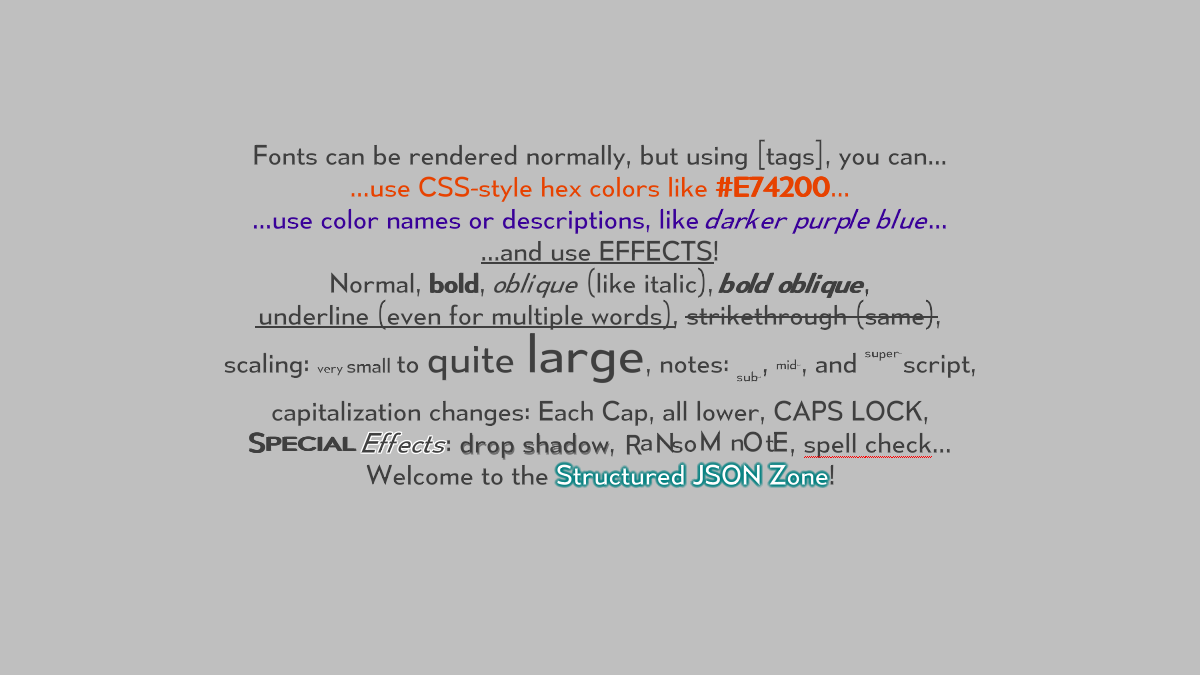 Fonts can be rendered normally, but using [tags], you can...
...use CSS-style hex colors like #E74200...
...use color names or descriptions, like darker purple blue...
...and use EFFECTS!
Normal, bold, oblique (like italic), bold oblique,
underline (even for multiple words), strikethrough (same),
scaling: very small to quite large, notes: sub-, mid-, and super-script,
capitalization changes: Each Cap, all lower, CAPS LOCK,
SPECIAL Effects: drop shadow, RaNsoM nOtE, spell check...
Welcome to the Structured JSON Zone!